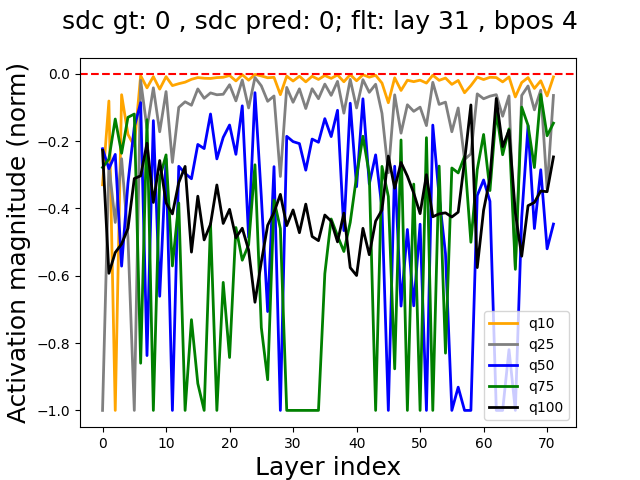 sdc gt: 0 , sdc pred: 0; flt: lay 31 , bpos 4
Activation magnitude (norm)
0.0
−0.2
−0.4
−0.6
−0.8
−1.0
0
10
20
30
40
50
60
70
Layer index
q10
q25
q50
q75
q100